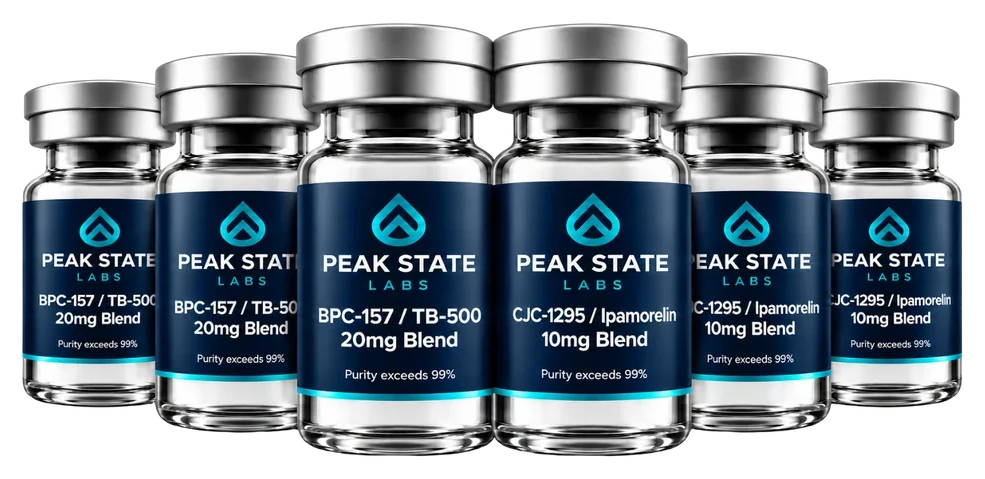 PEAK STATE
LABS
BPC-157 / TB-500
20mg Blend
Purity exceeds 99%
PEAK STAT
LABS
BPC-157 / TB-50
20mg Blend
Purity exceeds 99%
PEAK STATE
LABS
BPC-157 / TB-500
20mg Blend
Purity exceeds 99%
PEAK STATE
LABS
CJC-1295 / Ipamorelin
10mg Blend
Purity exceeds 99%
PEAK STATE
LABS
JC-1295 / Ipamorelin
10mg Blend
Purity exceeds 99%
PEAK STATE
LABS
CJC-1295 / Ipamorelin
10mg Blend
Purity exceeds 99%